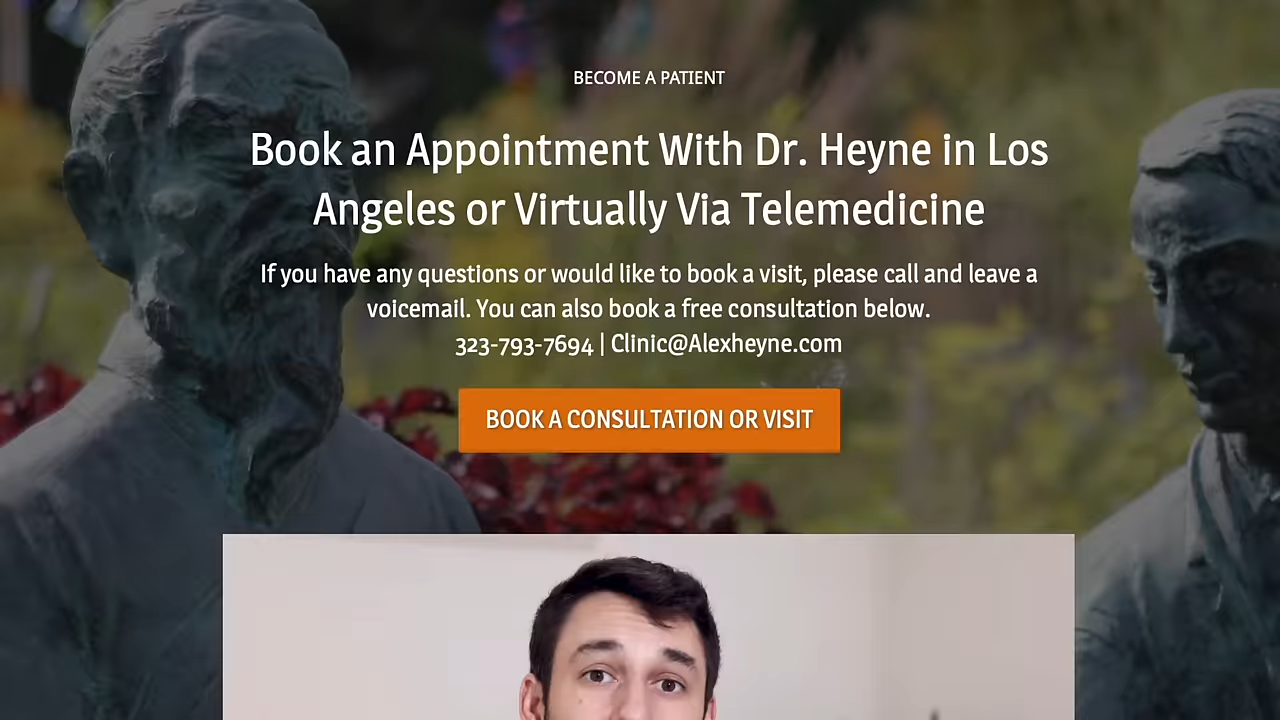 BECOME A PATIENT
Book an Appointment With Dr. Heyne in Los
Angeles or Virtually Via Telemedicine
If you have any questions or would like to book a visit, please call and leave a
voicemail. You can also book a free consultation below.
323-793-7694 | Clinic@Alexheyne.com
BOOK A CONSULTATION OR VISIT